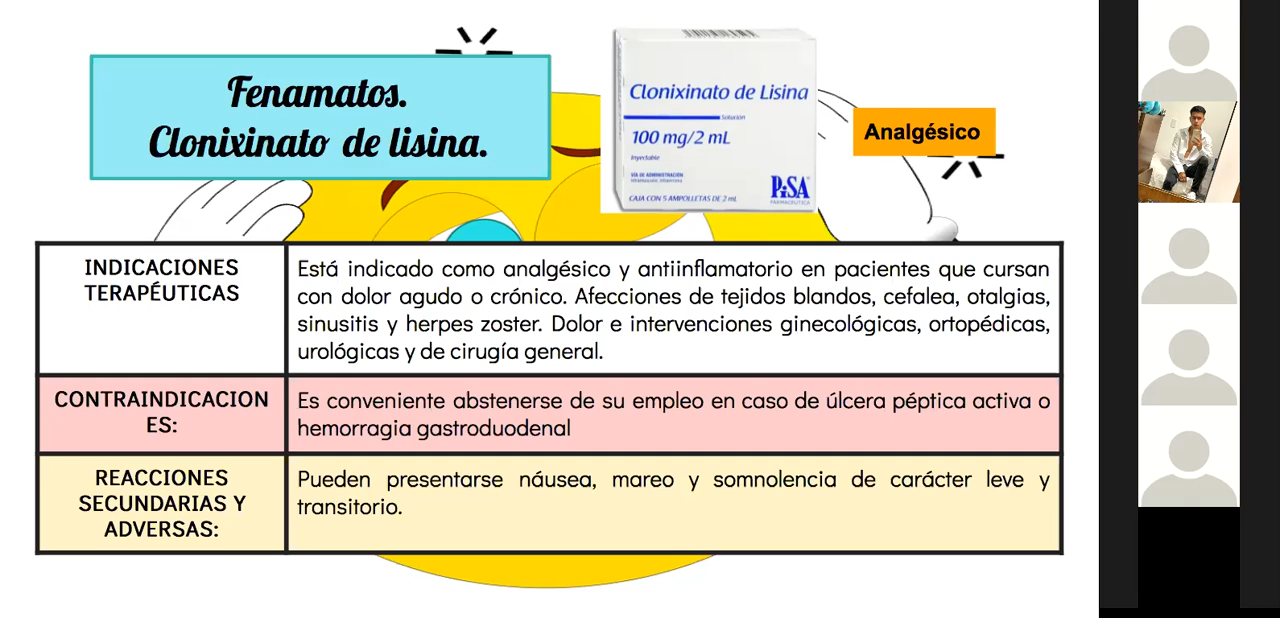 Fenamatos.
Clonixinato de lisina.
Clonixinato de Lisina
Solución
100 mg/2 mL
Inyectable
VÍA DE ADMINISTRACIÓN
CAJA CON 5 AMPOLLETAS DE 2 mL
PiSA
FARMACÉUTICA
Analgésico
INDICACIONES
TERAPÉUTICAS
Está indicado como analgésico y antiinflamatorio en pacientes que cursan
con dolor agudo o crónico. Afecciones de tejidos blandos, cefalea, otalgias,
sinusitis y herpes zoster. Dolor e intervenciones ginecológicas, ortopédicas,
urológicas y de cirugía general.
CONTRAINDICACION
ES:
Es conveniente abstenerse de su empleo en caso de úlcera péptica activa o
hemorragia gastroduodenal
REACCIONES
SECUNDARIAS Y
ADVERSAS:
Pueden presentarse náusea, mareo y somnolencia de carácter leve y
transitorio.